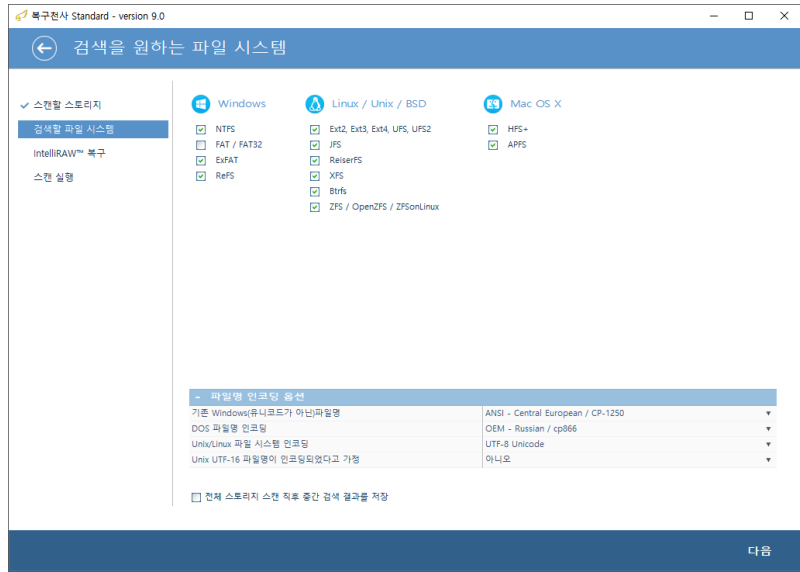 복구천사 Standard - version 9.0
검색을 원하는 파일 시스템
스캔할 스토리지
검색할 파일 시스템
IntelliRAW™ 복구
스캔 실행
Windows
NTFS
FAT / FAT32
ExFAT
ReFS
Linux / Unix / BSD
Ext2, Ext3, Ext4, UFS, UFS2
JFS
ReiserFS
XFS
Btrfs
ZFS / OpenZFS / ZFSonLinux
Mac OS X
HFS+
APFS
- 파일명 인코딩 옵션
기존 Windows(유니코드가 아닌)파일명 ANSI - Central European / CP-1250
DOS 파일명 인코딩 OEM - Russian / cp866
Unix/Linux 파일 시스템 인코딩 UTF-8 Unicode
Unix UTF-16 파일명이 인코딩되었다고 가정 아니오
전체 스토리지 스캔 직후 중간 검색 결과를 저장
다음